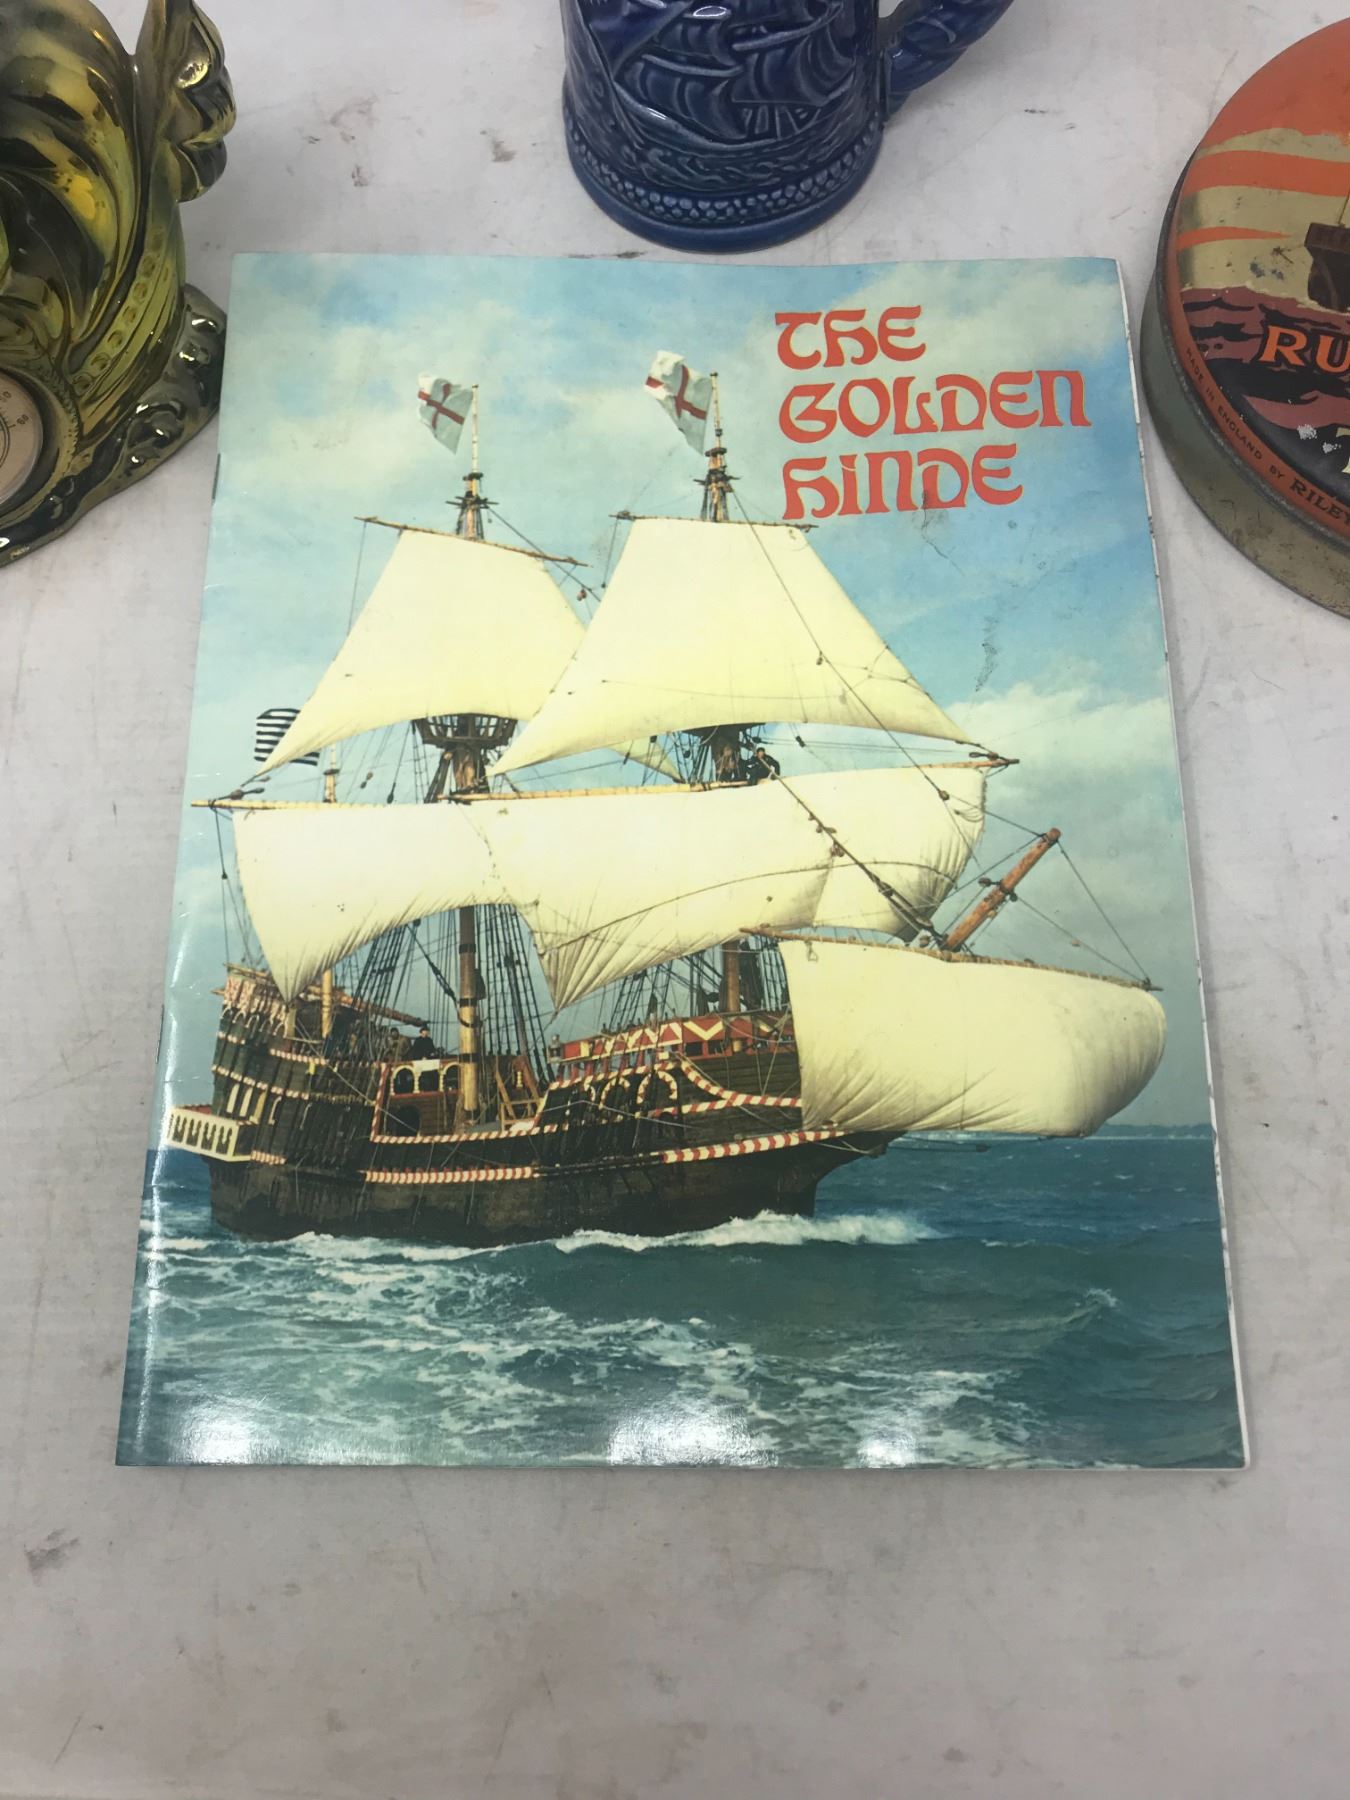 THE
GOLDEN
HINDE
RU
MADE IN ENGLAND BY RILEY